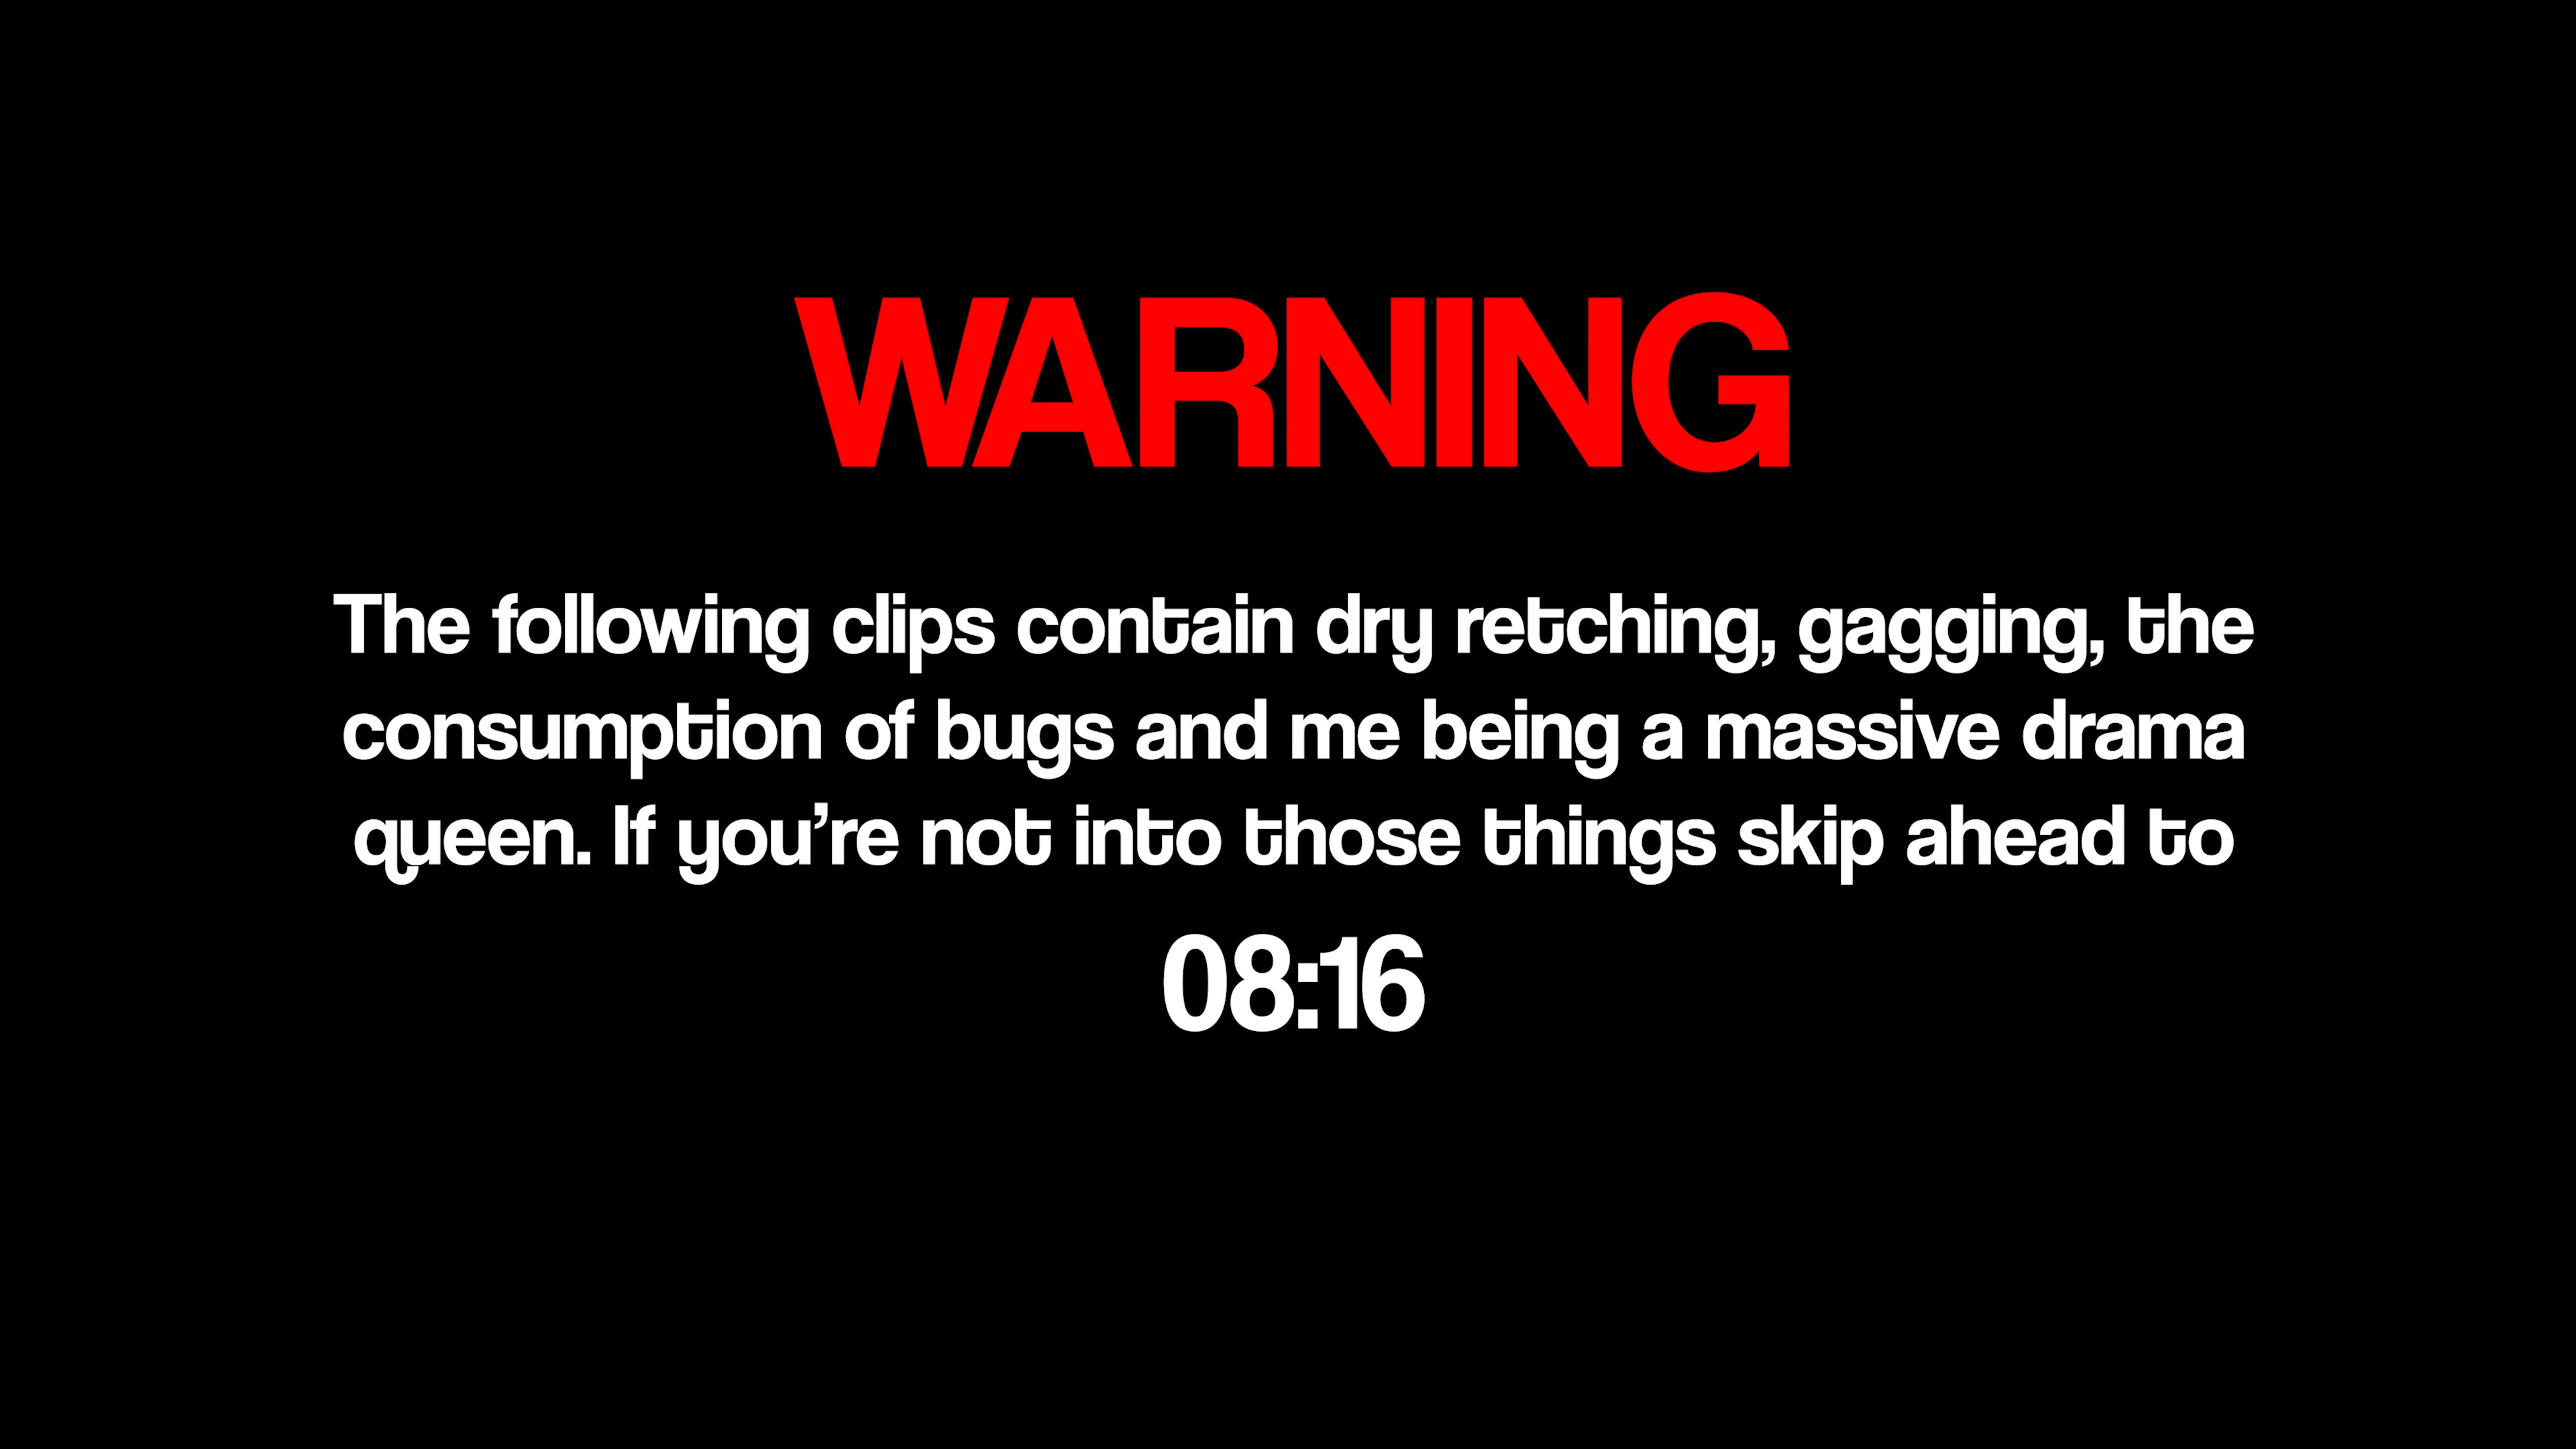 WARNING
The following clips contain dry retching, gagging, the
consumption of bugs and me being a massive drama
queen. If you’re not into those things skip ahead to
08:16